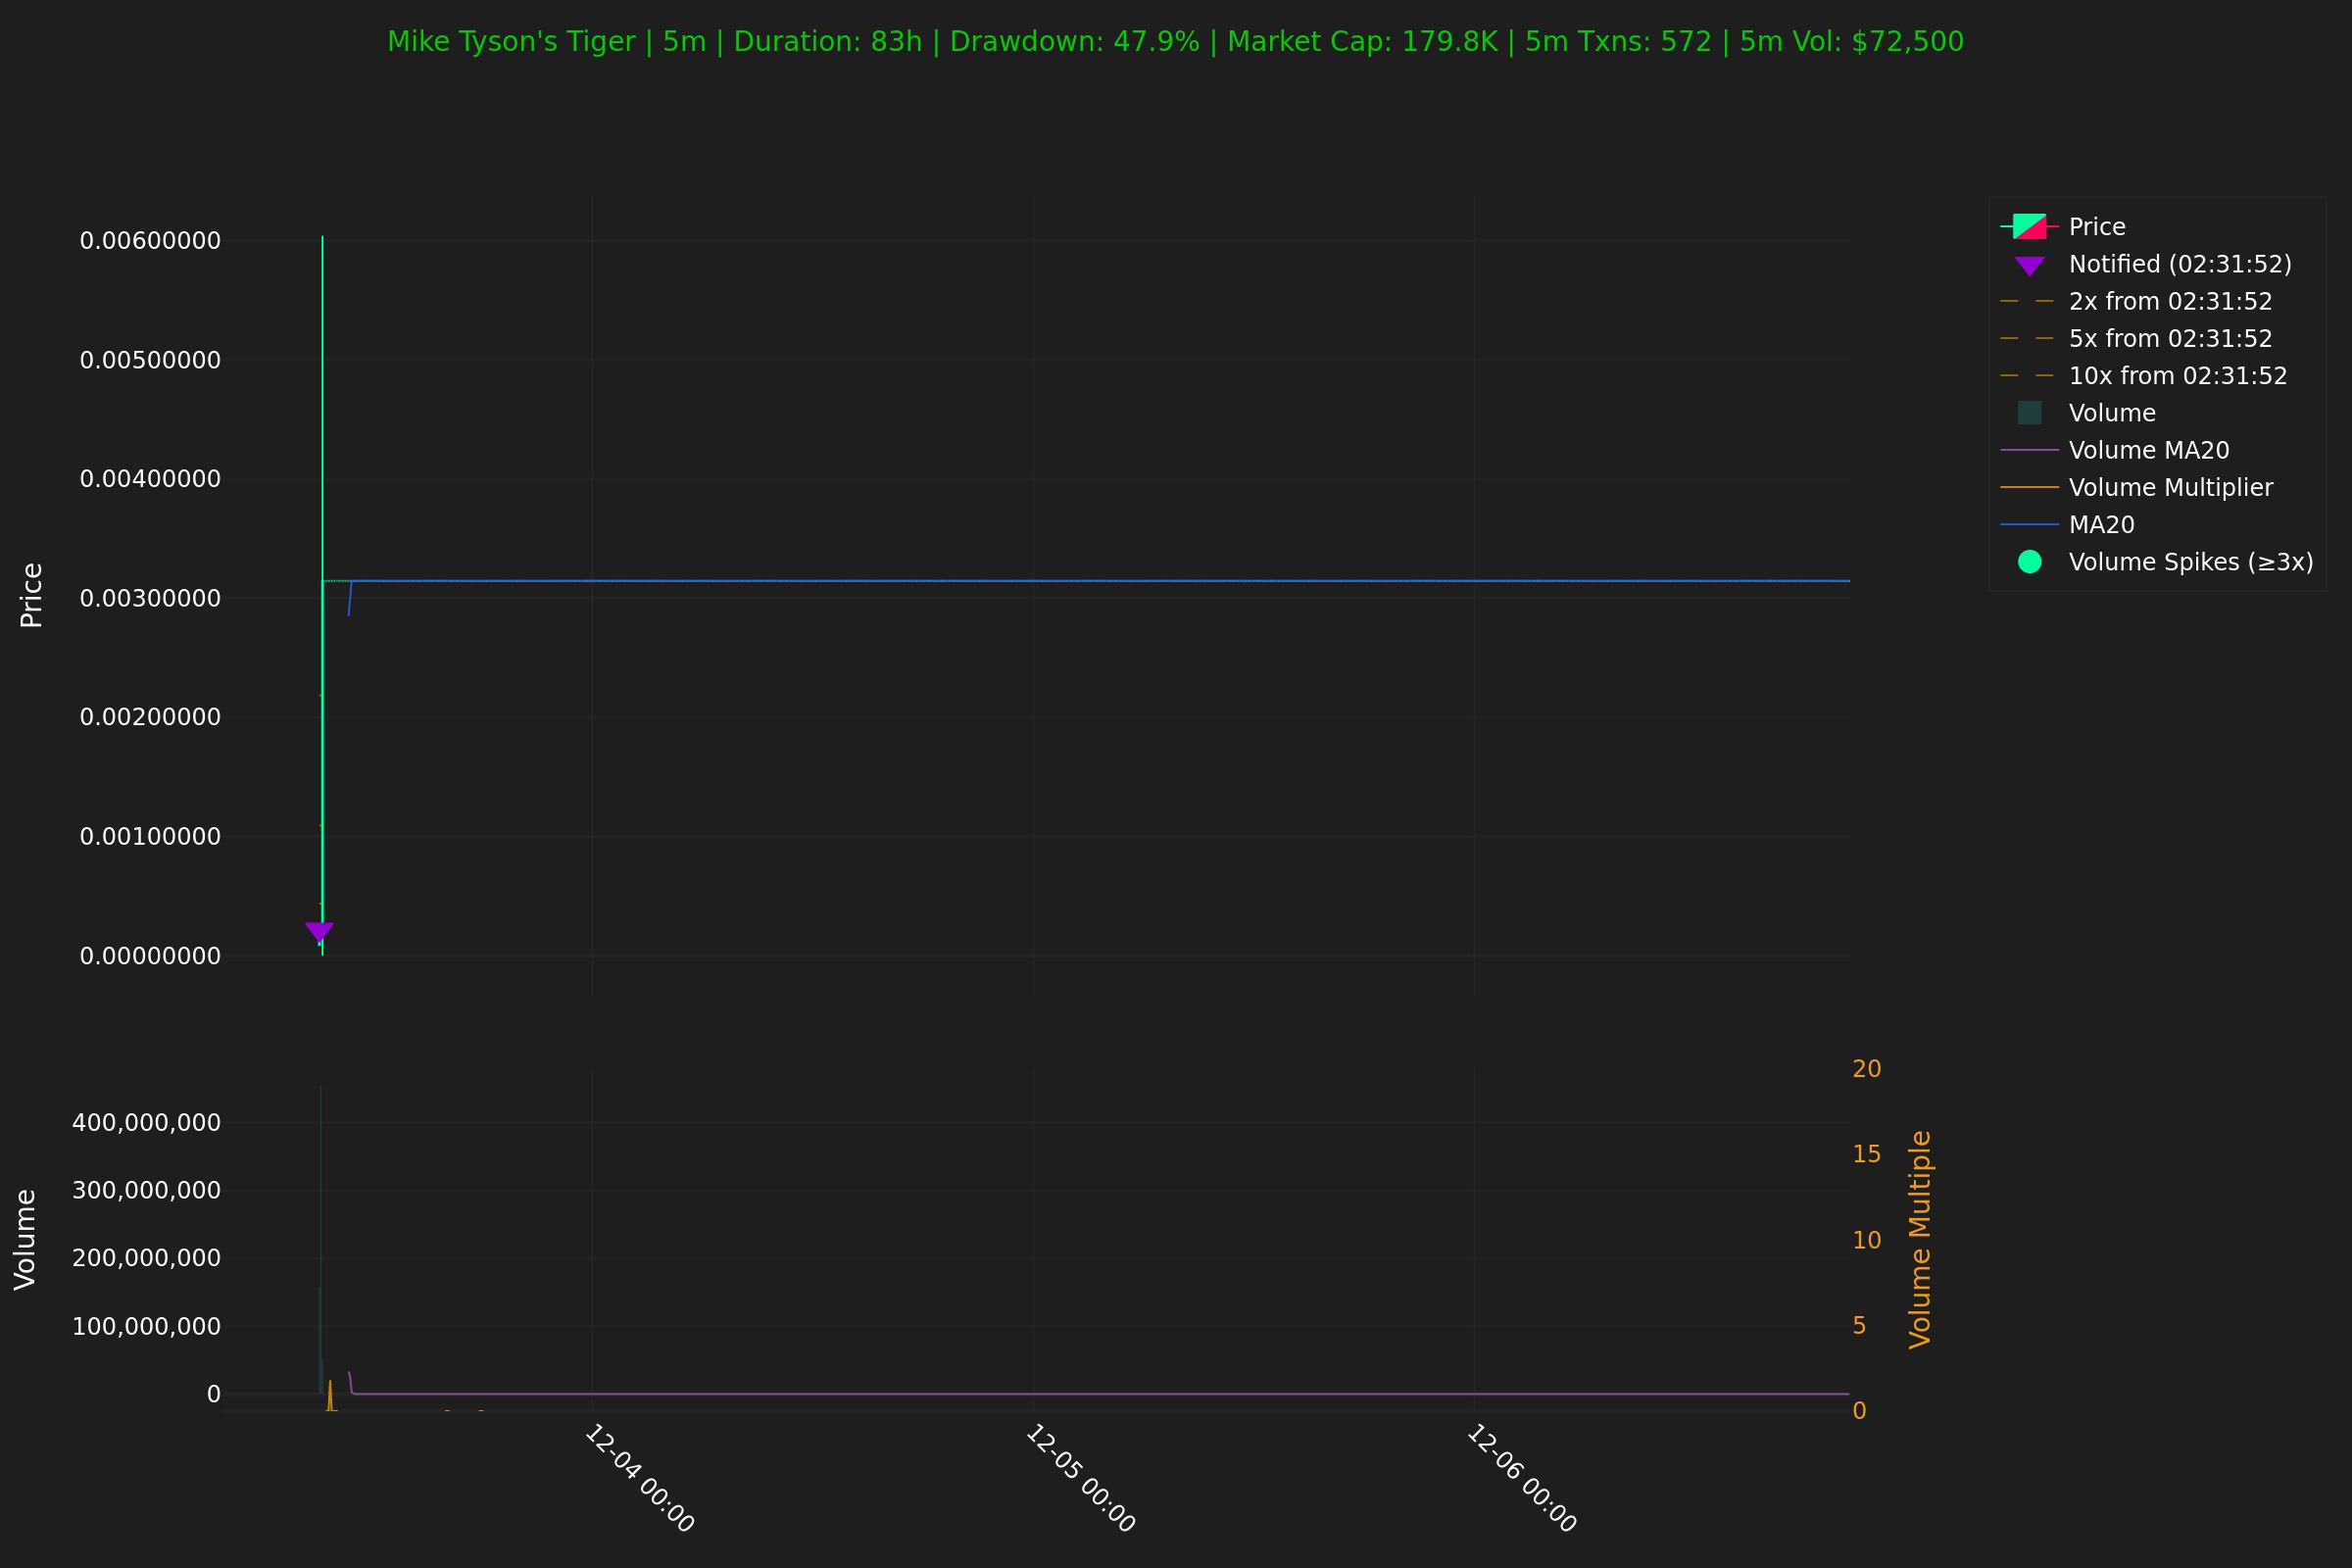 Mike Tyson's Tiger | 5m | Duration: 83h | Drawdown: 47.9% | Market Cap: 179.8K | 5m Txns: 572 | 5m Vol: $72,500
Price
0.00600000
0.00500000
0.00400000
0.00300000
0.00200000
0.00100000
0.00000000
Price
Notified (02:31:52)
2x from 02:31:52
5x from 02:31:52
10x from 02:31:52
Volume
Volume MA20
Volume Multiplier
MA20
Volume Spikes (≥3x)
Volume
400,000,000
300,000,000
200,000,000
100,000,000
0
20
15
10
5
0
Volume Multiple
12-04 00:00
12-05 00:00
12-06 00:00